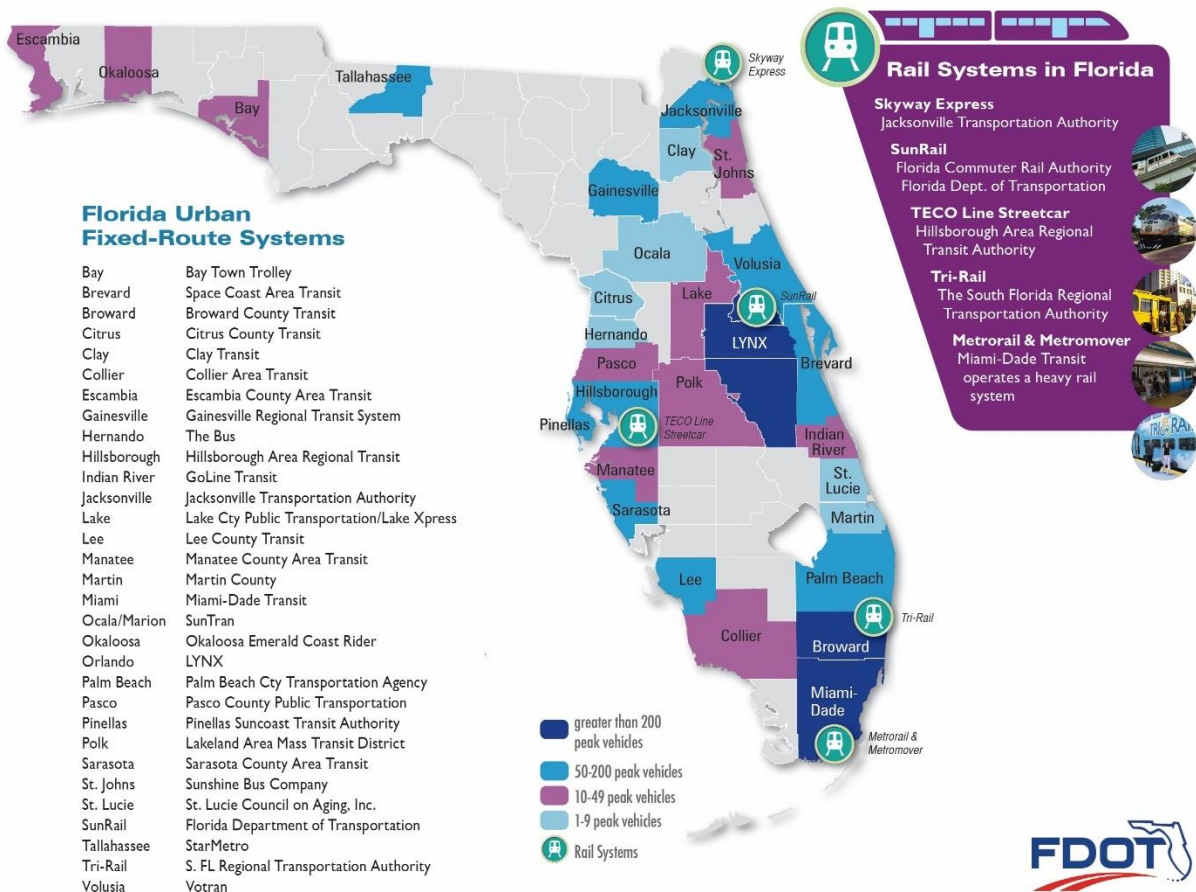 Escambia
Okaloosa
Bay
Tallahassee
Skyway
Express
Jacksonville
Clay
St.
Johns
Gainesville
Ocala
Volusia
Citrus
Lake
SunRail
Hernando
LYNX
Pasco
Polk
Brevard
Hillsborough
Pinellas
TECO Line
Streetcar
Indian
River
Manatee
St.
Lucie
Sarasota
Martin
Lee
Palm Beach
Tri-Rail
Collier
Broward
Miami-
Dade
Metrorail &
Metromover
Rail Systems in Florida
Skyway Express
Jacksonville Transportation Authority
SunRail
Florida Commuter Rail Authority
Florida Dept. of Transportation
TECO Line Streetcar
Hillsborough Area Regional
Transit Authority
Tri-Rail
The South Florida Regional
Transportation Authority
Metrorail & Metromover
Miami-Dade Transit
operates a heavy rail
system
Florida Urban
Fixed-Route Systems
Bay Bay Town Trolley
Brevard Space Coast Area Transit
Broward Broward County Transit
Citrus Citrus County Transit
Clay Clay Transit
Collier Collier Area Transit
Escambia Escambia County Area Transit
Gainesville Gainesville Regional Transit System
Hernando The Bus
Hillsborough Hillsborough Area Regional Transit
Indian River GoLine Transit
Jacksonville Jacksonville Transportation Authority
Lake Lake Cty Public Transportation/Lake Xpress
Lee Lee County Transit
Manatee Manatee County Area Transit
Martin Martin County
Miami Miami-Dade Transit
Ocala/Marion SunTran
Okaloosa Okaloosa Emerald Coast Rider
Orlando LYNX
Palm Beach Palm Beach Cty Transportation Agency
Pasco Pasco County Public Transportation
Pinellas Pinellas Suncoast Transit Authority
Polk Lakeland Area Mass Transit District
Sarasota Sarasota County Area Transit
St. Johns Sunshine Bus Company
St. Lucie St. Lucie Council on Aging, Inc.
SunRail Florida Department of Transportation
Tallahassee StarMetro
Tri-Rail S. FL Regional Transportation Authority
Volusia Votran
greater than 200
peak vehicles
50-200 peak vehicles
10-49 peak vehicles
1-9 peak vehicles
Rail Systems
FDOT